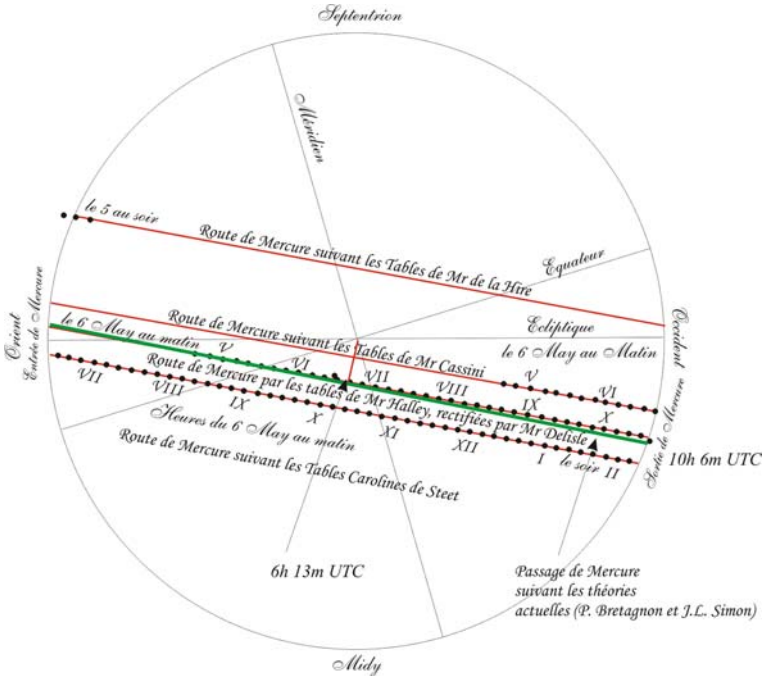 Septentrion
Méridien
le 5 au soir
Route de Mercure suivant les Tables de Mr de la Hire
Equateur
Orient
Entrée de Mercure
Route de Mercure suivant les Tables de Mr Cassini
Ecliptique
Occident
le 6 May au matin
le 6 May au Matin
V VI VII VIII IX X
V VI
Route de Mercure par les tables de Mr Halley, rectifiées par Mr Delisle
VII VIII IX X XI XII I le soir II
Heures du 6 May au matin
Sortie de Mercure
10h 6m UTC
Route de Mercure suivant les Tables Carolines de Steet
6h 13m UTC
Passage de Mercure
suivant les théories
actuelles (P. Bretagnon et J.L. Simon)
Midy